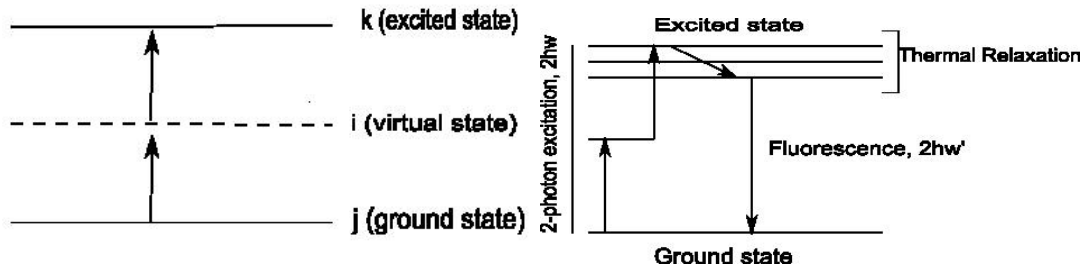 k (excited state)
i (virtual state)
j (ground state)
2-photon excitation, 2hw
Excited state
Thermal Relaxation
Fluorescence, 2hw'
Ground state